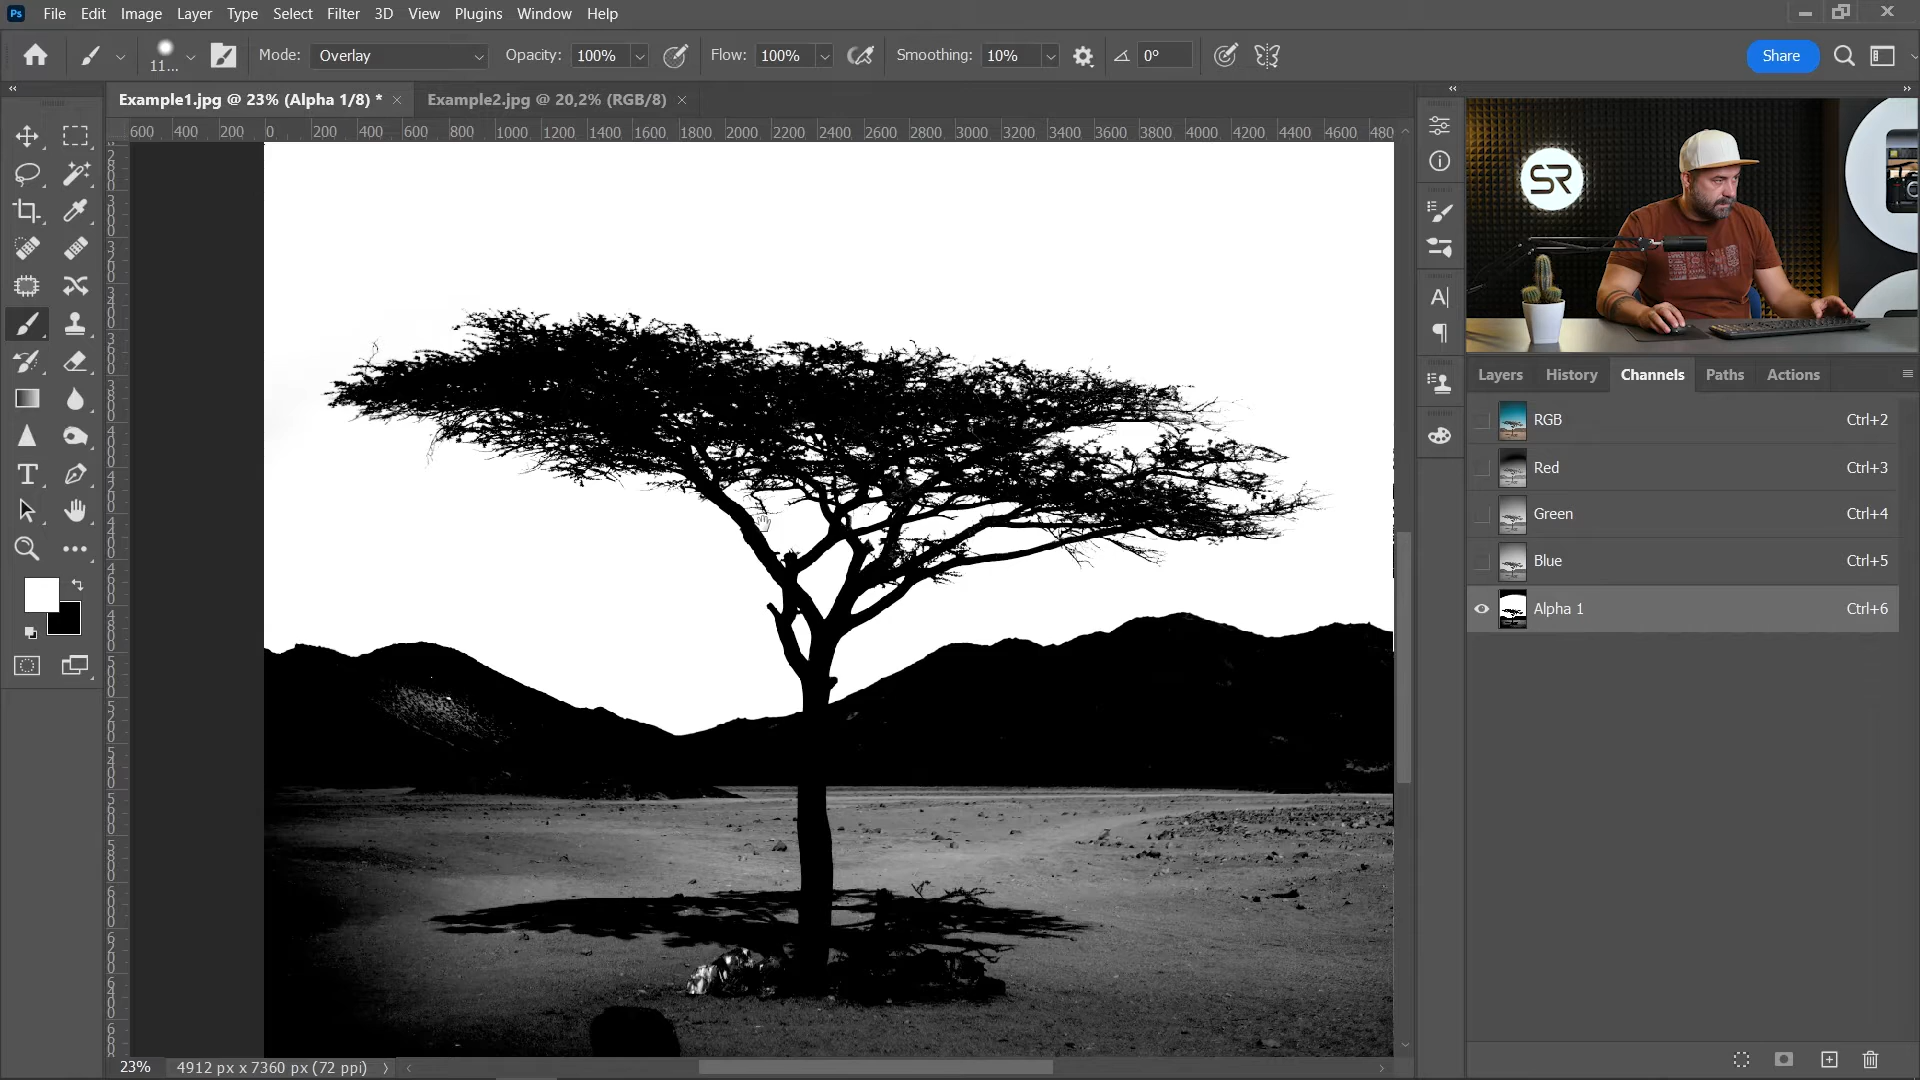 Ps File Edit Image Layer Type Select Filter 3D View Plugins Window Help
11... Mode: Overlay Opacity: 100% Flow: 100% Smoothing: 10% 0° Share
Example1.jpg @ 23% (Alpha 1/8) * × Example2.jpg @ 20,2% (RGB/8) ×
600 400 200 0 200 400 600 800 1000 1200 1400 1600 1800 2000 2200 2400 2600 2800 3000 3200 3400 3600 3800 4000 4200 4400 4600 480
SR
Layers History Channels Paths Actions
RGB Ctrl+2
Red Ctrl+3
Green Ctrl+4
Blue Ctrl+5
Alpha 1 Ctrl+6
23% 4912 px x 7360 px (72 ppi)